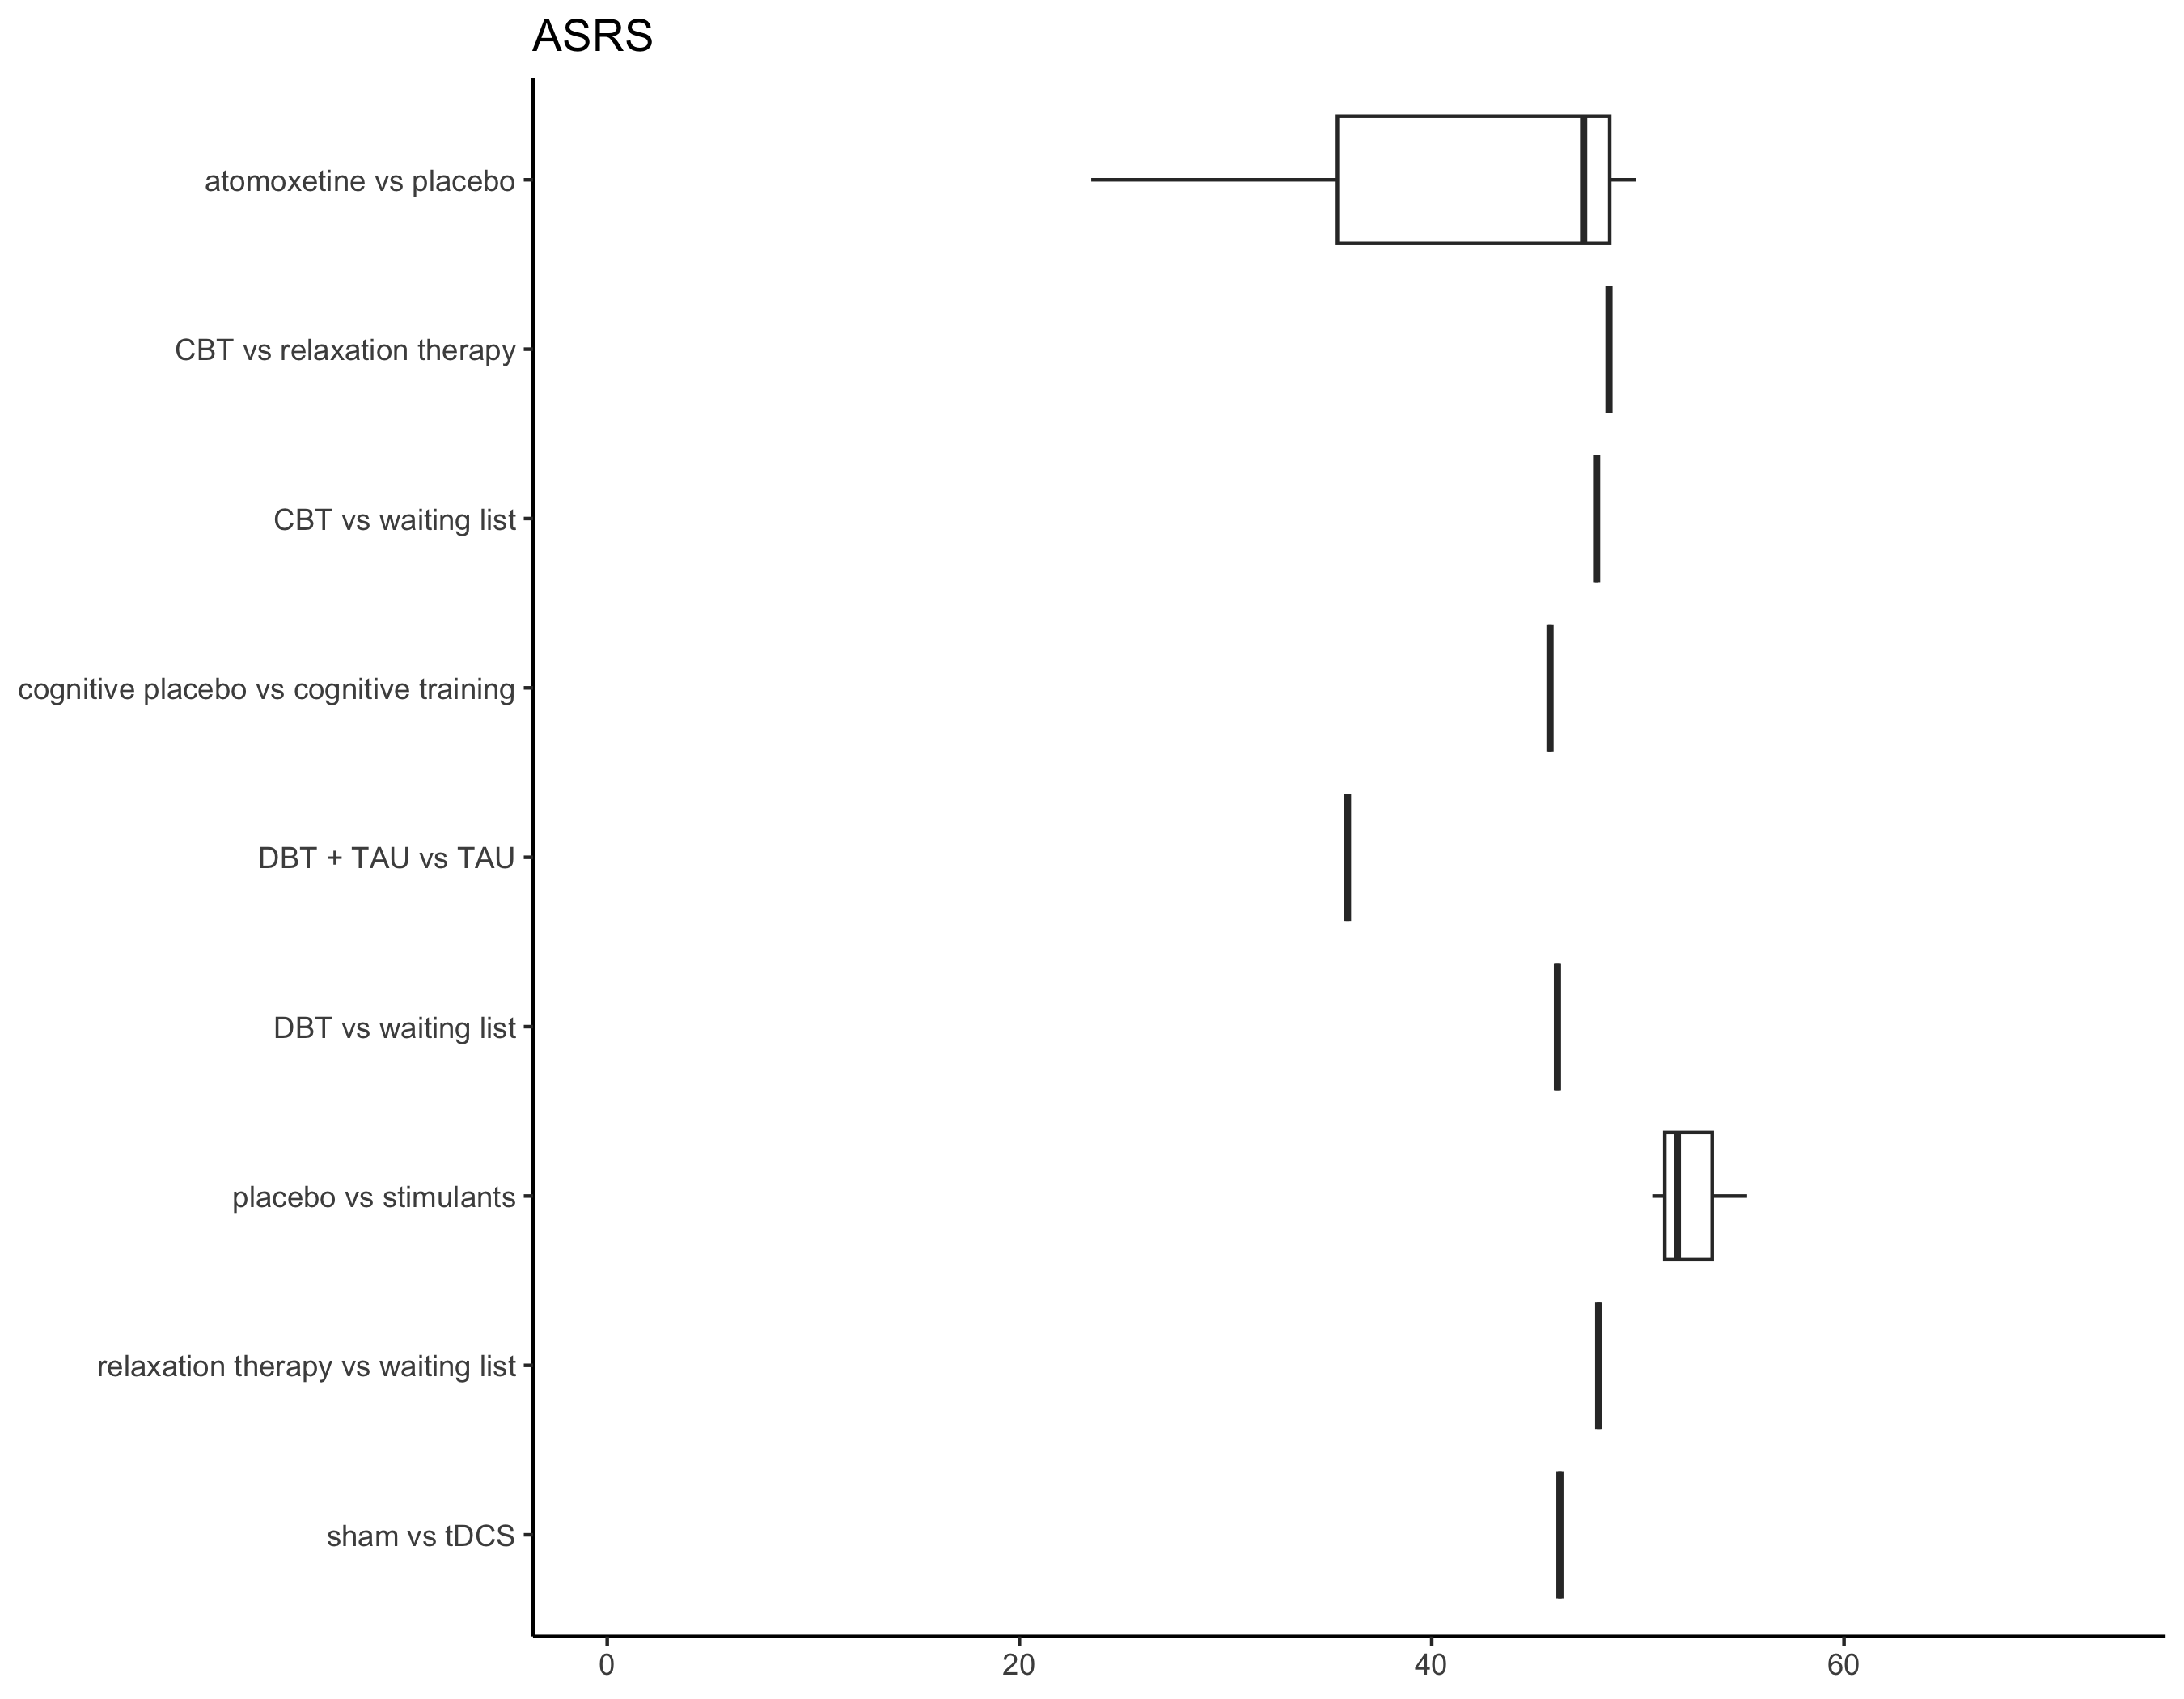 ASRS
atomoxetine vs placebo
CBT vs relaxation therapy
CBT vs waiting list
cognitive placebo vs cognitive training
DBT + TAU vs TAU
DBT vs waiting list
placebo vs stimulants
relaxation therapy vs waiting list
sham vs tDCS
0 20 40 60